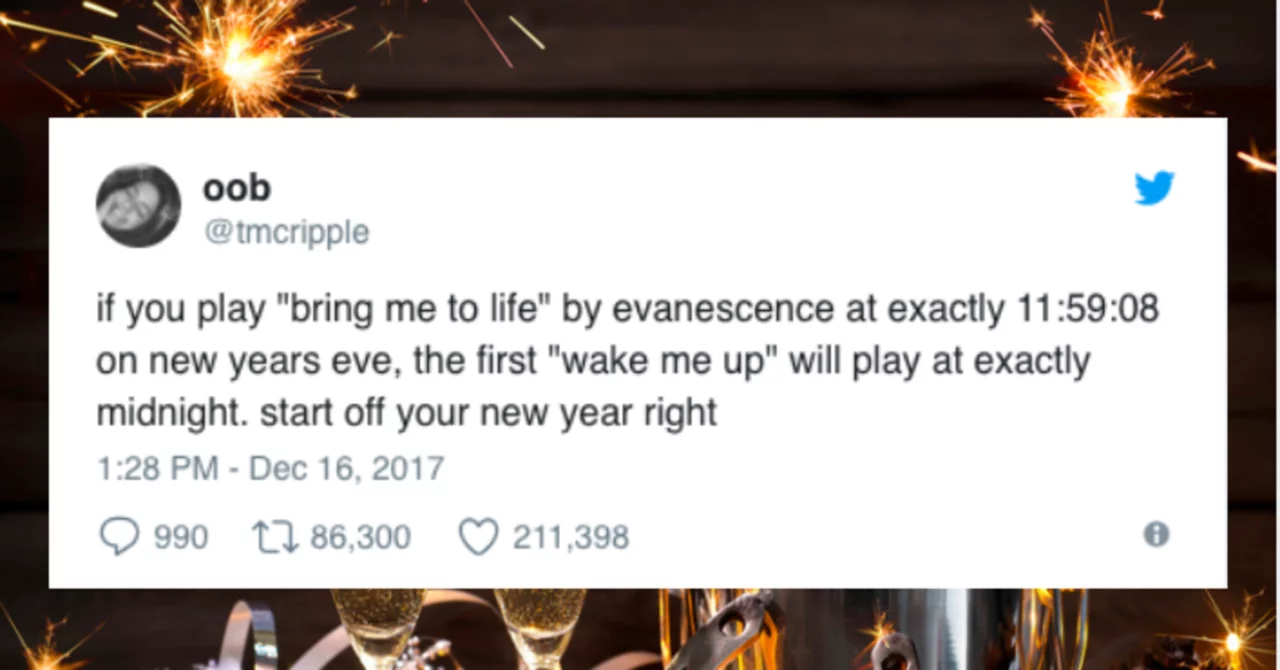 oob
@tmcripple
if you play "bring me to life" by evanescence at exactly 11:59:08
on new years eve, the first "wake me up" will play at exactly
midnight. start off your new year right
1:28 PM - Dec 16, 2017
990 86,300 211,398